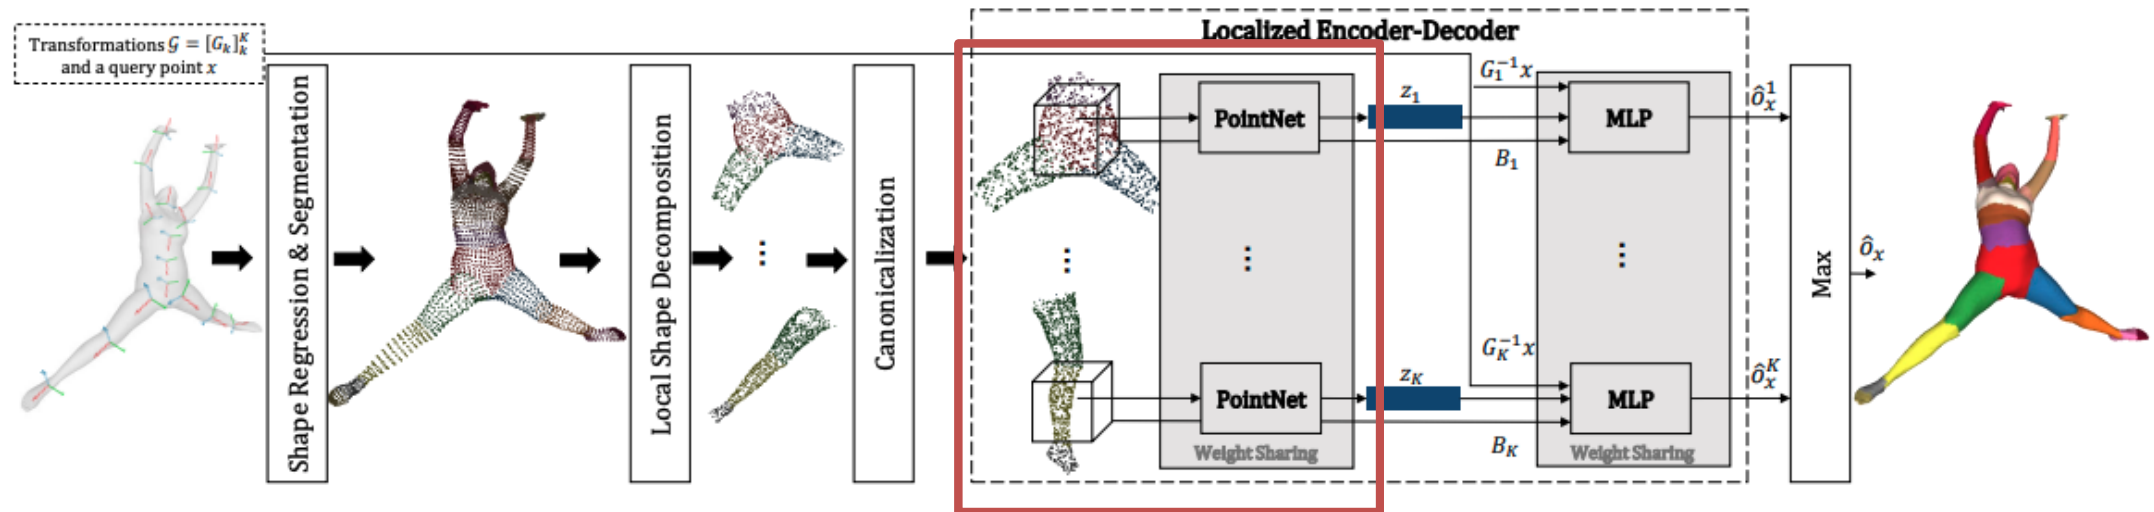 Transformations 𝒢 = [G_k]_k^K
and a query point x
Shape Regression & Segmentation
Local Shape Decomposition
...
Canonicalization
Localized Encoder-Decoder
PointNet
z_1
G_1^{-1}x
B_1
MLP
Ô_x^1
...
...
...
PointNet
z_K
G_K^{-1}x
B_K
MLP
Ô_x^K
Weight Sharing
Weight Sharing
Max
Ô_x